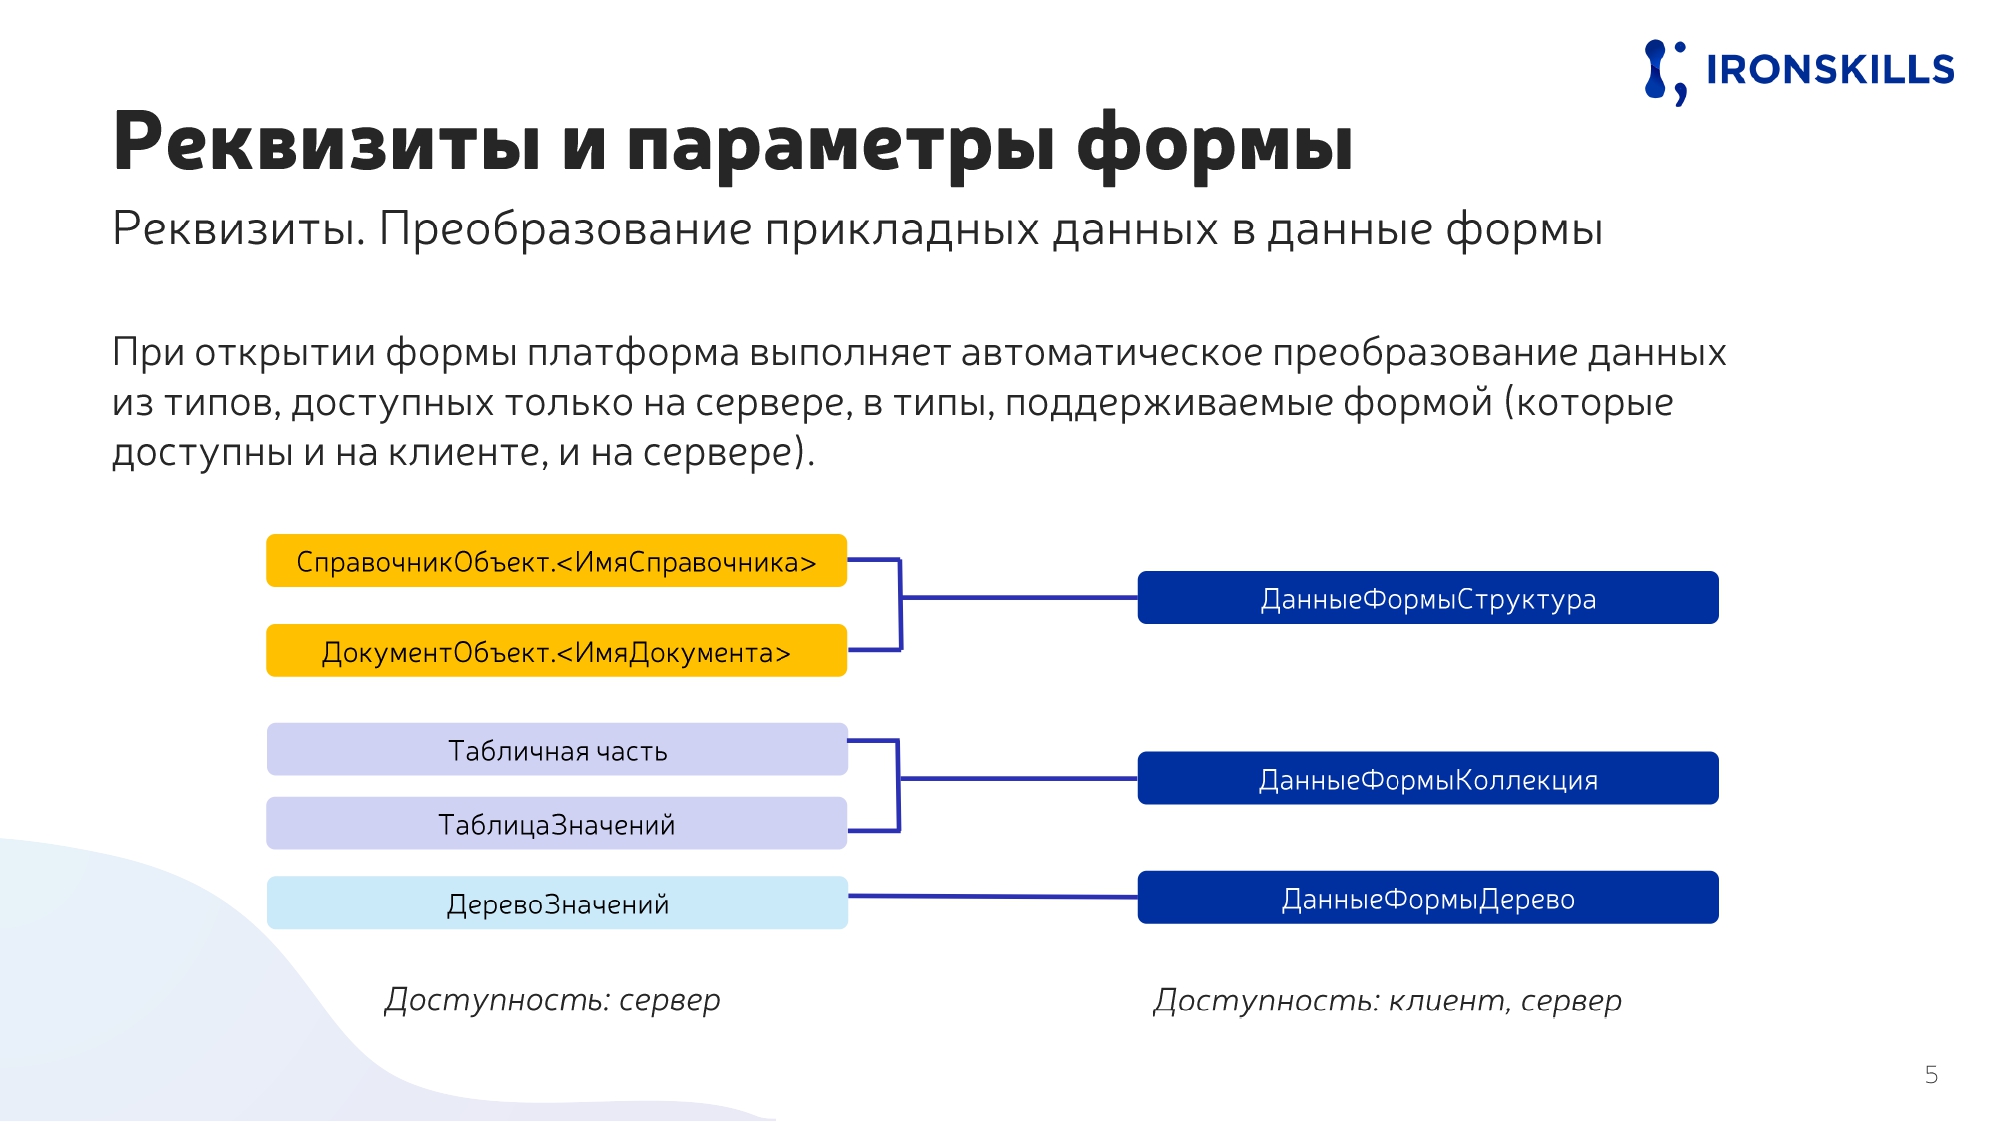 IRONSKILLS
Реквизиты и параметры формы
Реквизиты. Преобразование прикладных данных в данные формы
При открытии формы платформа выполняет автоматическое преобразование данных
из типов, доступных только на сервере, в типы, поддерживаемые формой (которые
доступны и на клиенте, и на сервере).
СправочникОбъект.<ИмяСправочника>
ДокументОбъект.<ИмяДокумента>
ДанныеФормыСтруктура
Табличная часть
ТаблицаЗначений
ДанныеФормыКоллекция
ДеревоЗначений
ДанныеФормыДерево
Доступность: сервер
Доступность: клиент, сервер
5